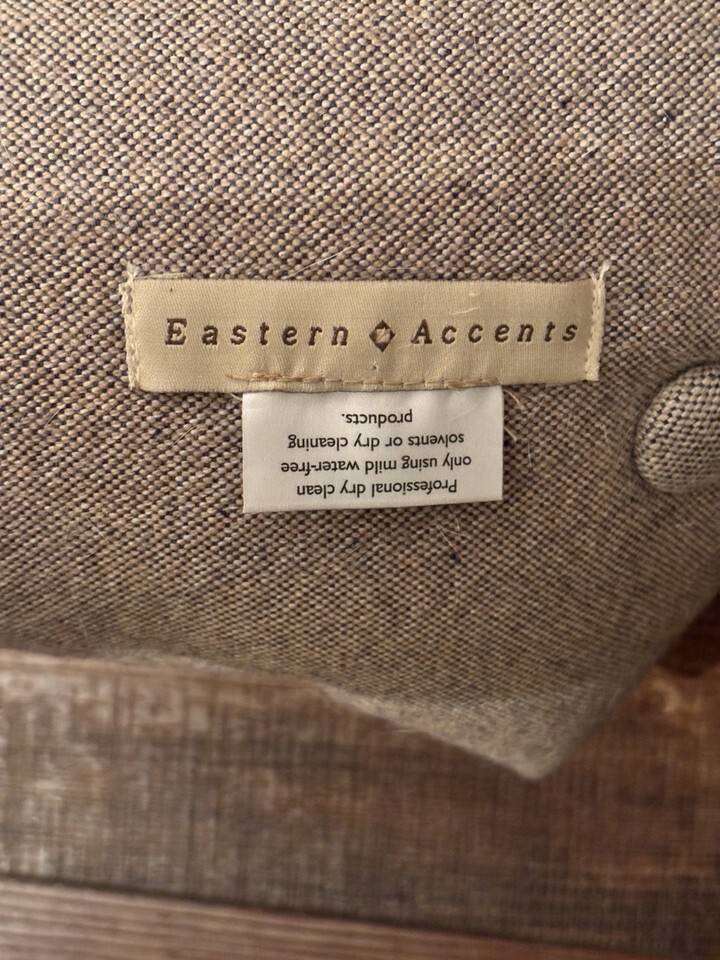 Eastern Accents
Professional dry clean
only using mild water-free
solvents or dry cleaning
products.